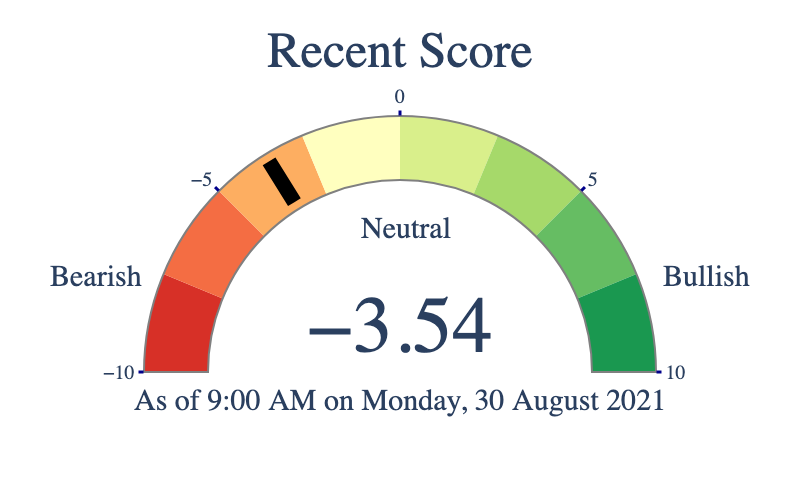 Recent Score
0
−5
5
Neutral
Bearish
Bullish
−3.54
−10
10
As of 9:00 AM on Monday, 30 August 2021